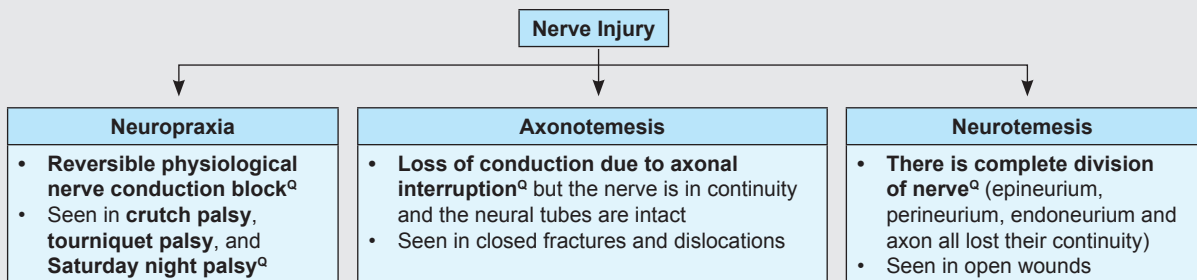 Nerve Injury
Neuropraxia
• Reversible physiological
nerve conduction blockQ
• Seen in crutch palsy,
tourniquet palsy, and
Saturday night palsyQ
Axonotemesis
• Loss of conduction due to axonal
interruptionQ but the nerve is in continuity
and the neural tubes are intact
• Seen in closed fractures and dislocations
Neurotemesis
• There is complete division
of nerveQ (epineurium,
perineurium, endoneurium and
axon all lost their continuity)
• Seen in open wounds